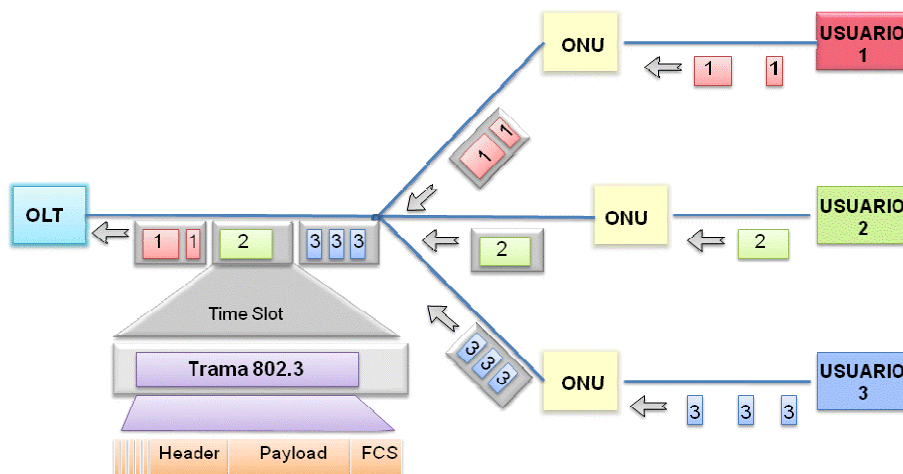 ONU
USUARIO
1
1 1
1 1
OLT
ONU
USUARIO
2
1 1 2 3 3 3
2
2
Time Slot
Trama 802.3
3 3 3
ONU
USUARIO
3
3 3 3
Header Payload FCS